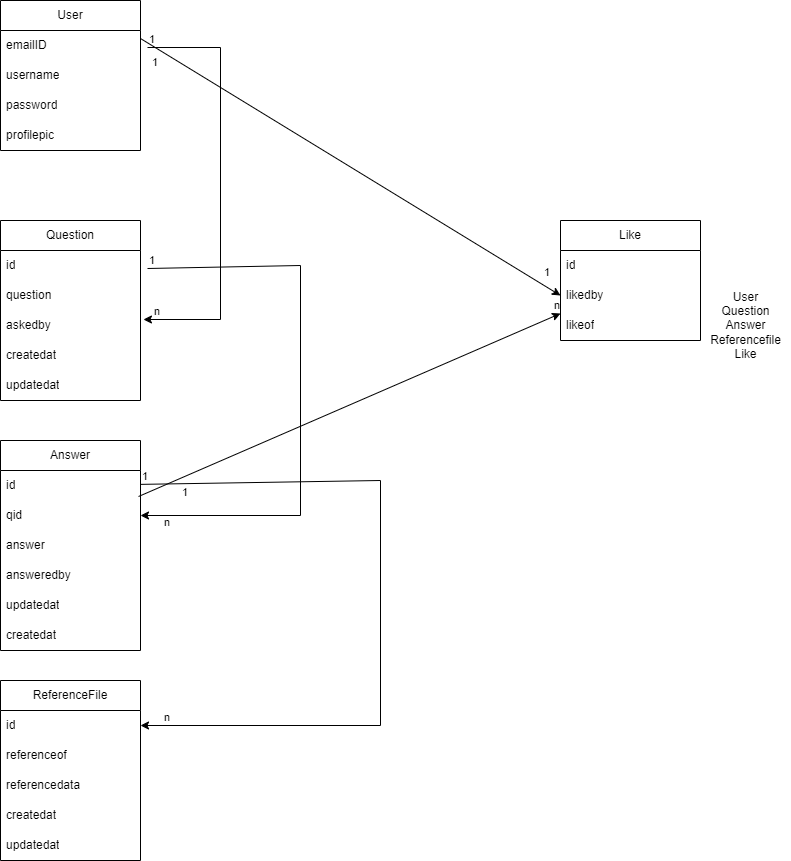 User
emailID
username
password
profilepic
1
1
Question
id
question
askedby
createdat
updatedat
1
n
Like
id
likedby
likeof
1
n
User
Question
Answer
Referencefile
Like
Answer
id
qid
answer
answeredby
updatedat
createdat
1
1
n
ReferenceFile
id
referenceof
referencedata
createdat
updatedat
n